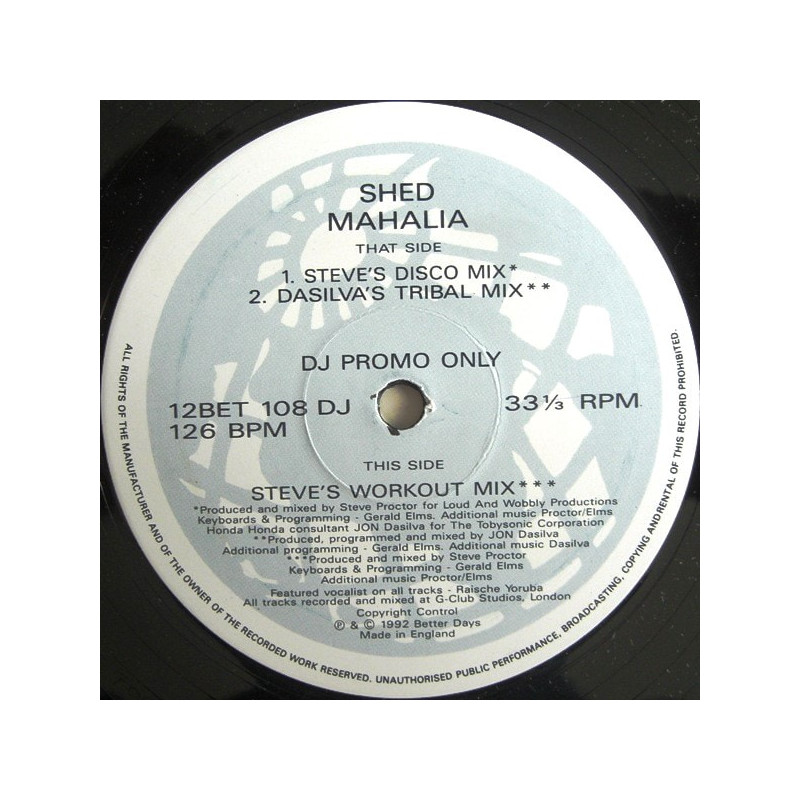 SHED
MAHALIA
THAT SIDE
1. STEVE'S DISCO MIX*
2. DASILVA'S TRIBAL MIX**
DJ PROMO ONLY
12BET 108 DJ
33⅓ RPM
126 BPM
THIS SIDE
STEVE'S WORKOUT MIX***
*Produced and mixed by Steve Proctor for Loud And Wobbly Productions
Keyboards & Programming - Gerald Elms. Additional music Proctor/Elms
Honda Honda consultant JON Dasilva for The Tobysonic Corporation
**Produced, programmed and mixed by JON Dasilva
Additional programming - Gerald Elms. Additional music Dasilva
***Produced and mixed by Steve Proctor
Keyboards & Programming - Gerald Elms
Additional music Proctor/Elms
Featured vocalist on all tracks - Raische Yoruba
All tracks recorded and mixed at G-Club Studios, London
Copyright Control
℗ & © 1992 Better Days
Made in England
ALL RIGHTS OF THE MANUFACTURER AND OF THE OWNER OF THE RECORDED WORK RESERVED. UNAUTHORISED PUBLIC PERFORMANCE, BROADCASTING, COPYING ANDRENTAL OF THIS RECORD PROHIBITED.